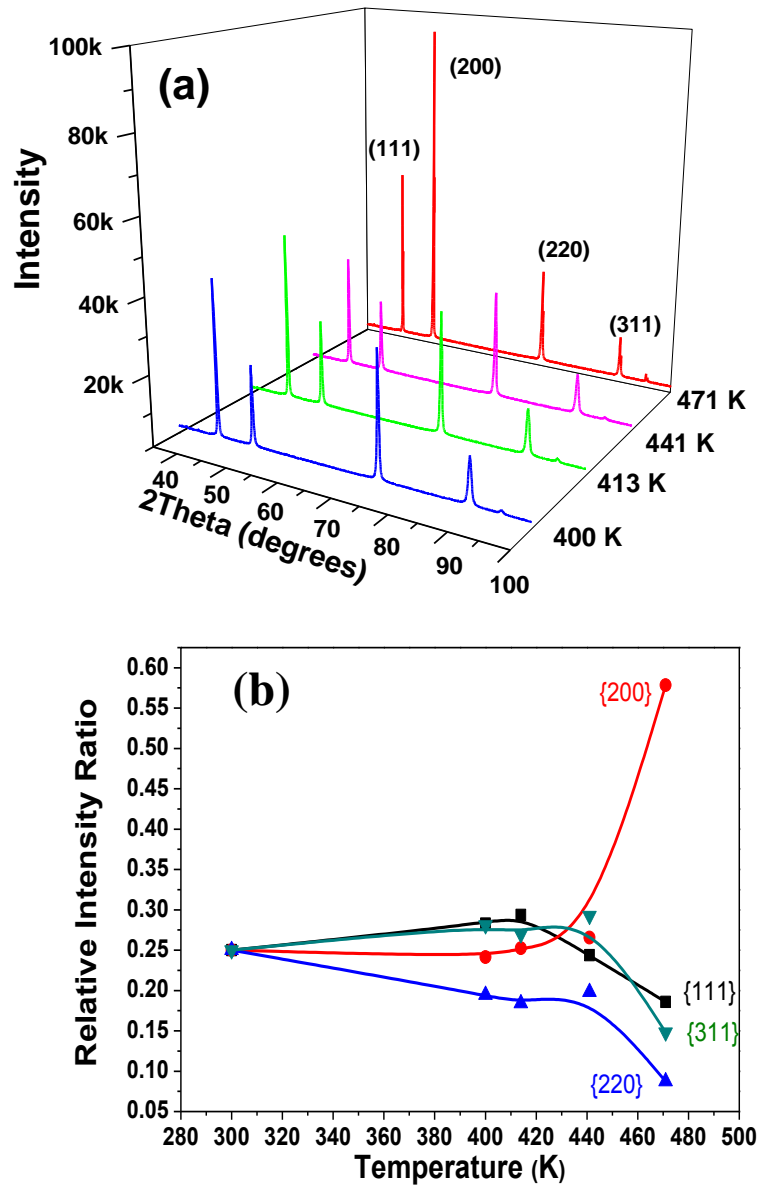 (a)
Intensity
100k
80k
60k
40k
20k
(200)
(111)
(220)
(311)
471 K
441 K
413 K
400 K
40
50
60
70
80
90
100
2Theta (degrees)
(b)
Relative Intensity Ratio
0.60
0.55
0.50
0.45
0.40
0.35
0.30
0.25
0.20
0.15
0.10
0.05
{200}
{111}
{311}
{220}
280 300 320 340 360 380 400 420 440 460 480 500
Temperature (K)